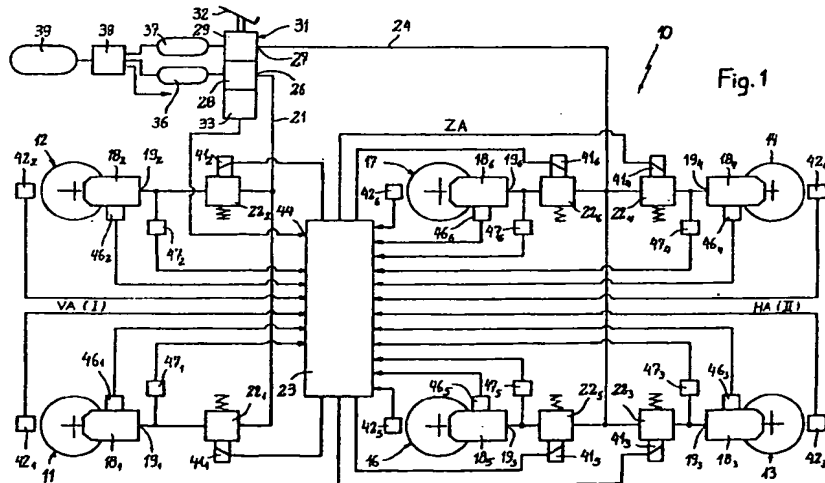 32
39 38 37 29 31 24 10
27
Fig. 1
36 28 26
33 21
ZA
12 18₂ 19₂ 41₂ 17 18₆ 19₆ 41₆ 41₄ 19₄ 18₄ 14
42₂ 44 42₆ 42₄
22₂ 22₆ 22₄
46₂ 47₂ 46₆ 47₆ 47₄ 46₄
VA (I) HA (II)
46₁ 47₁ 23 46₅ 47₅ 47₃ 46₃
22₁ 42₅ 22₅ 22₃
42₁ 18₁ 19₁ 41₁ 18₅ 41₃ 19₃ 18₃ 42₃
11 16 13